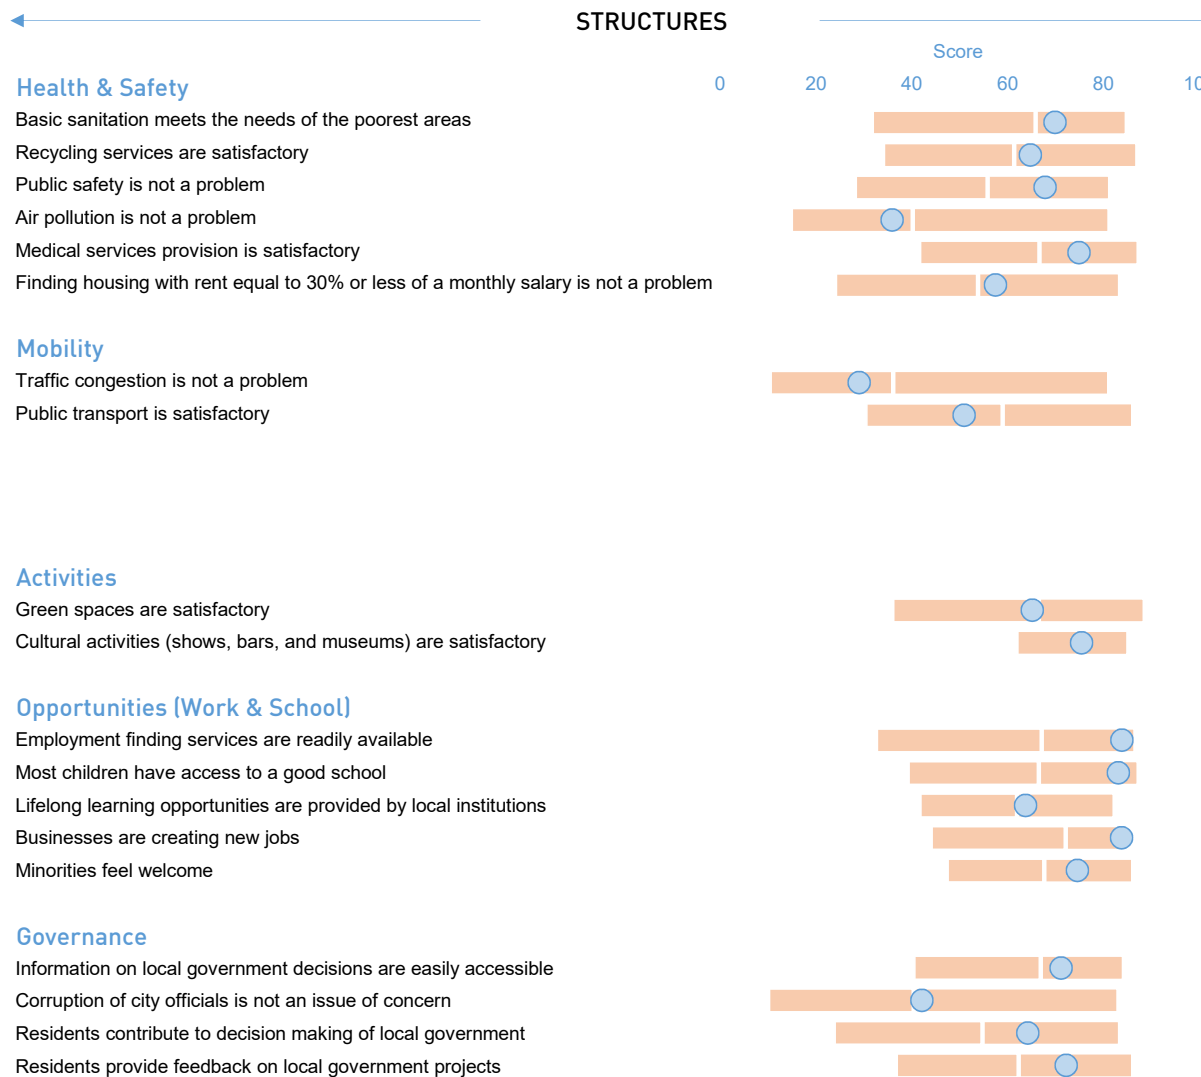 STRUCTURES
Score
0 20 40 60 80 10
Health & Safety
Basic sanitation meets the needs of the poorest areas
Recycling services are satisfactory
Public safety is not a problem
Air pollution is not a problem
Medical services provision is satisfactory
Finding housing with rent equal to 30% or less of a monthly salary is not a problem
Mobility
Traffic congestion is not a problem
Public transport is satisfactory
Activities
Green spaces are satisfactory
Cultural activities (shows, bars, and museums) are satisfactory
Opportunities (Work & School)
Employment finding services are readily available
Most children have access to a good school
Lifelong learning opportunities are provided by local institutions
Businesses are creating new jobs
Minorities feel welcome
Governance
Information on local government decisions are easily accessible
Corruption of city officials is not an issue of concern
Residents contribute to decision making of local government
Residents provide feedback on local government projects